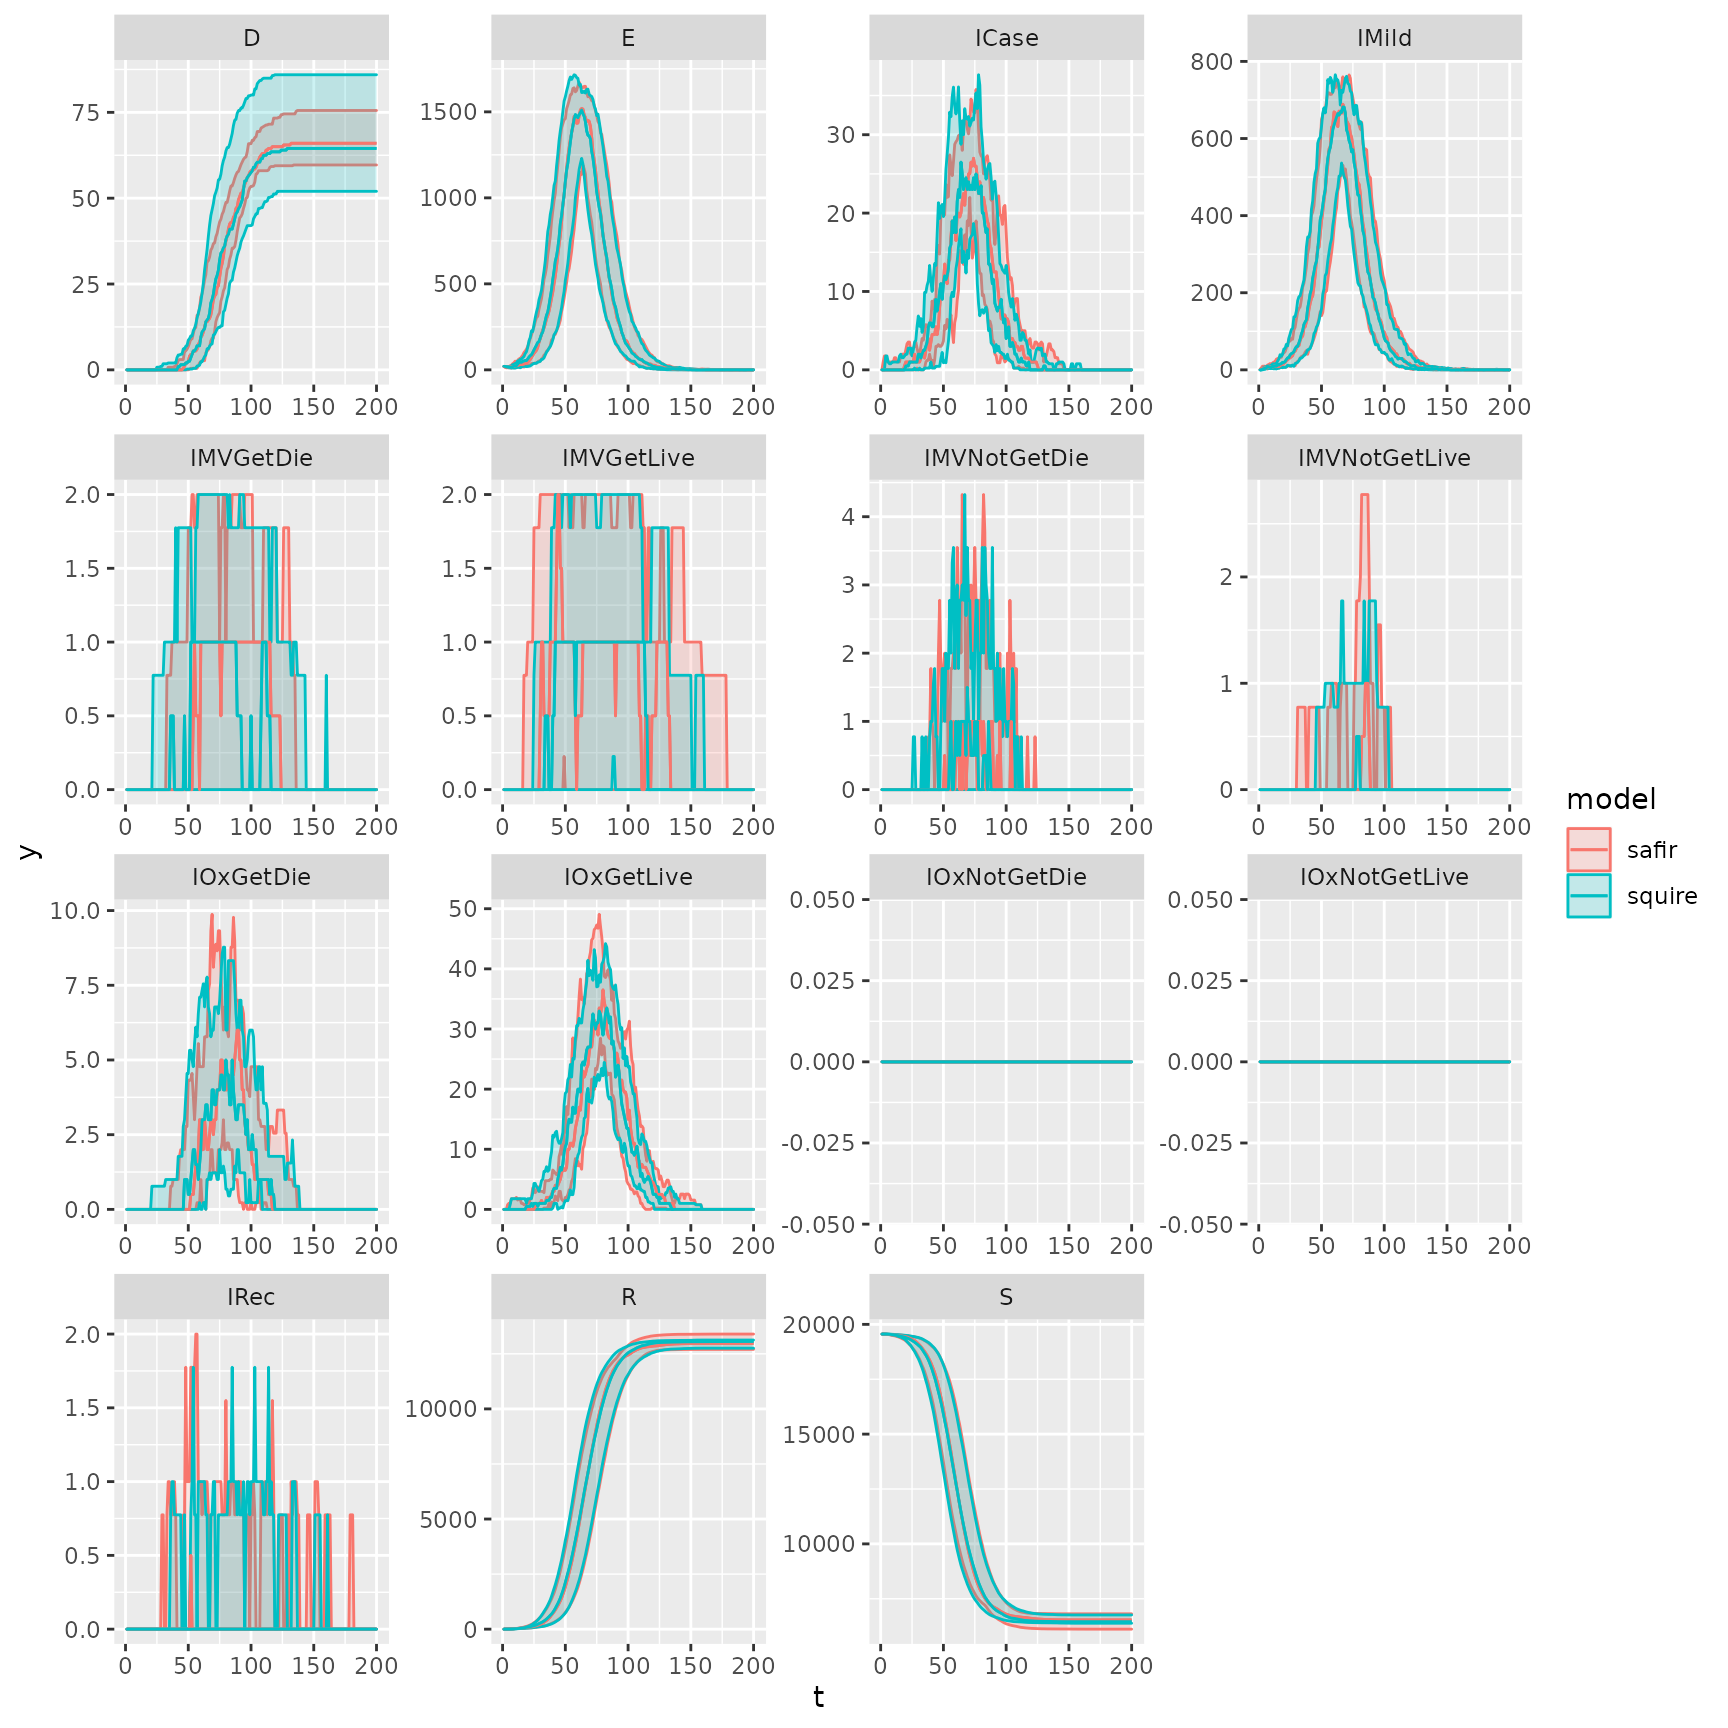 D E ICase IMild
75 50 25 0
1500 1000 500 0
30 20 10 0
800 600 400 200 0
0 50 100 150 200 0 50 100 150 200 0 50 100 150 200 0 50 100 150 200
IMVGetDie IMVGetLive IMVNotGetDie IMVNotGetLive
2.0 1.5 1.0 0.5 0.0
2.0 1.5 1.0 0.5 0.0
4 3 2 1 0
2 1 0
0 50 100 150 200 0 50 100 150 200 0 50 100 150 200 0 50 100 150 200
y
model
safir
squire
IOxGetDie IOxGetLive IOxNotGetDie IOxNotGetLive
10.0 7.5 5.0 2.5 0.0
50 40 30 20 10 0
0.050 0.025 0.000 -0.025 -0.050
0.050 0.025 0.000 -0.025 -0.050
0 50 100 150 200 0 50 100 150 200 0 50 100 150 200 0 50 100 150 200
IRec R S
2.0 1.5 1.0 0.5 0.0
10000 5000 0
20000 15000 10000
0 50 100 150 200 0 50 100 150 200 0 50 100 150 200
t